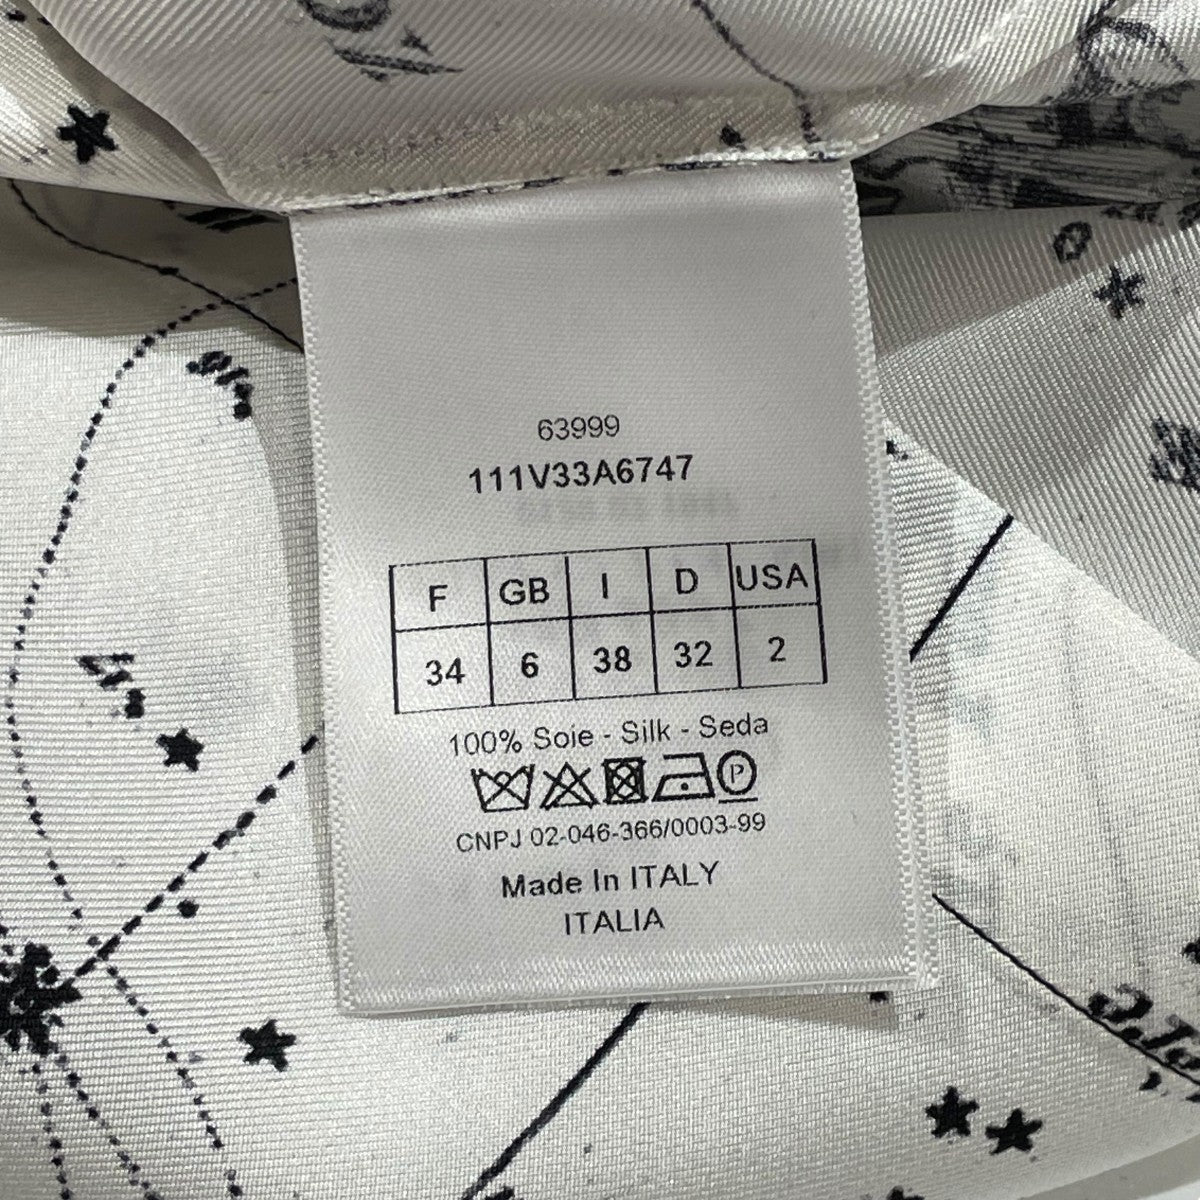 63999
111V33A6747
F GB I D USA
34 6 38 32 2
100% Soie - Silk - Seda
P
CNPJ 02-046-366/0003-99
Made In ITALY
ITALIA